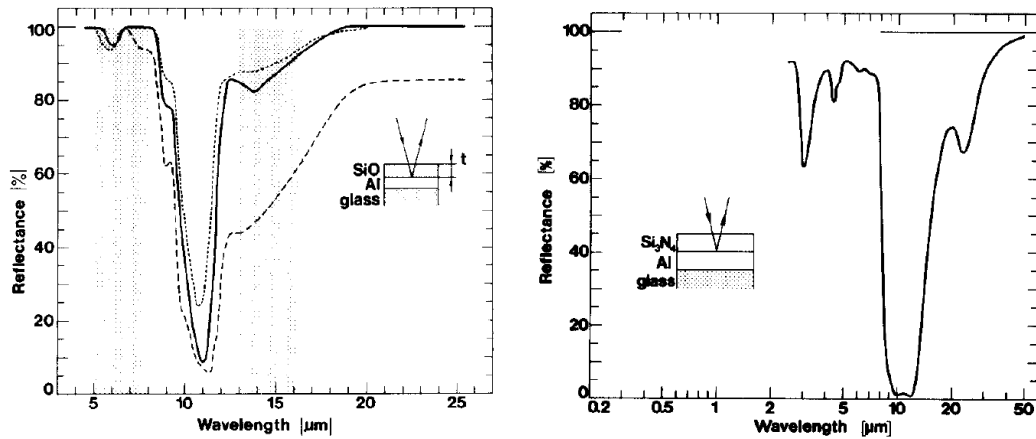 100
80
60
40
20
0
Reflectance [%]
5 10 15 20 25
Wavelength [μm]
SiO
Al
glass
t
100
80
60
40
20
0
Reflectance [%]
0.2 0.5 1 2 5 10 20 50
Wavelength [μm]
Si₃N₄
Al
glass